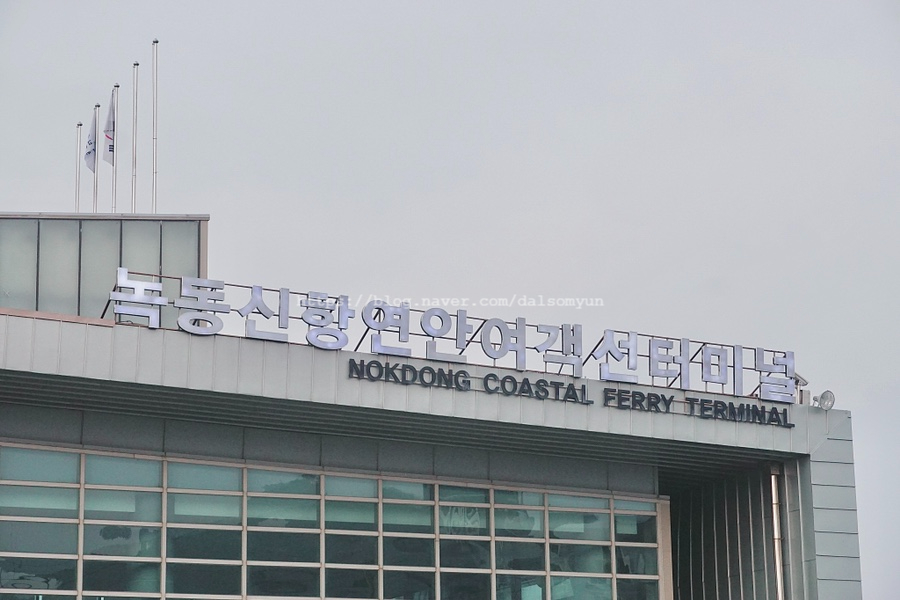 녹동신항연안여객선터미널
https://blog.naver.com/dalsomyun
NOKDONG COASTAL FERRY TERMINAL